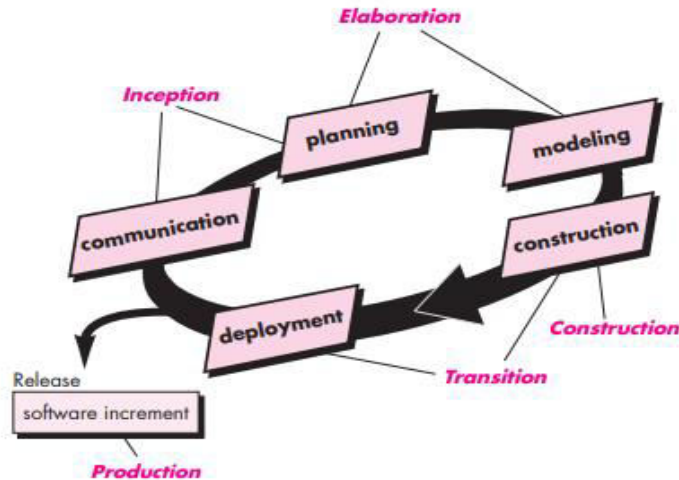 Elaboration
Inception
planning
modeling
communication
construction
deployment
Construction
Release
Transition
software increment
Production